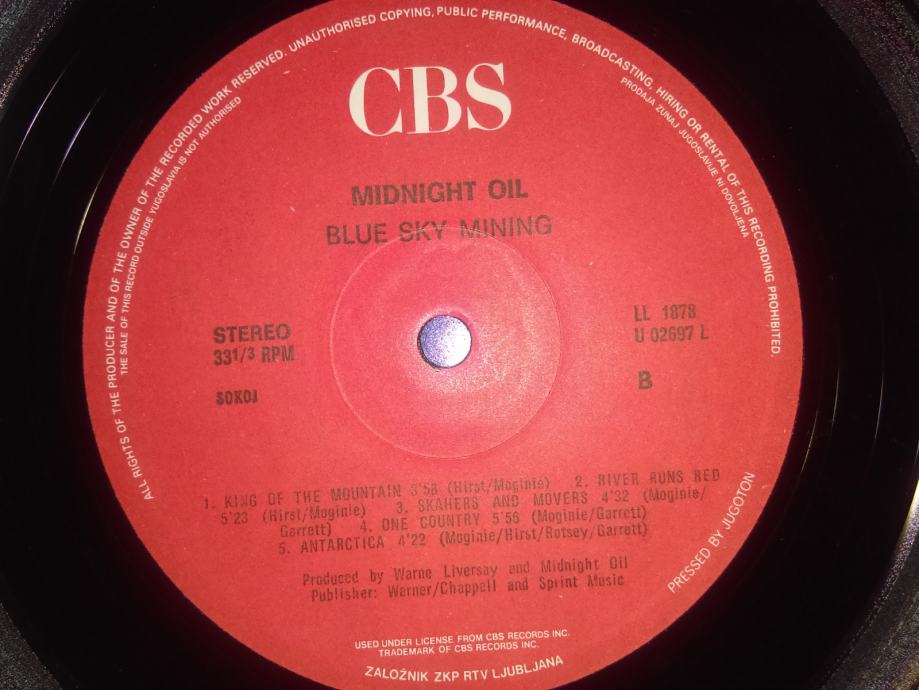 ALL RIGHTS OF THE PRODUCER AND OF THE OWNER OF THE RECORDED WORK RESERVED. UNAUTHORISED COPYING, PUBLIC PERFORMANCE, BROADCASTING, HIRING OR RENTAL OF THIS RECORDING PROHIBITED.
THE SALE OF THIS RECORD OUTSIDE YUGOSLAVIA IS NOT AUTHORISED
PRODAJA ZUNAJ JUGOSLAVIJE NI DOVOLJENA
CBS
MIDNIGHT OIL
BLUE SKY MINING
STEREO
33 1/3 RPM
SOKOJ
LL 1878
U 02697 L
B
1. KING OF THE MOUNTAIN 3'56 (Hirst/Moginie) 2. RIVER RUNS RED
5'23 (Hirst/Moginie) 3. SKAHERS AND MOVERS 4'32 (Moginie/
Garrett) 4. ONE COUNTRY 5'56 (Moginie/Garrett)
5. ANTARCTICA 4'22 (Moginie/Hirst/Rotsey/Garrett)
Produced by Warne Liversay and Midnight Oil
Publisher: Warner/Chappell and Sprint Music
PRESSED BY JUGOTON
USED UNDER LICENSE FROM CBS RECORDS INC.
TRADEMARK OF CBS RECORDS INC.
ZALOŽNIK ZKP RTV LJUBLJANA